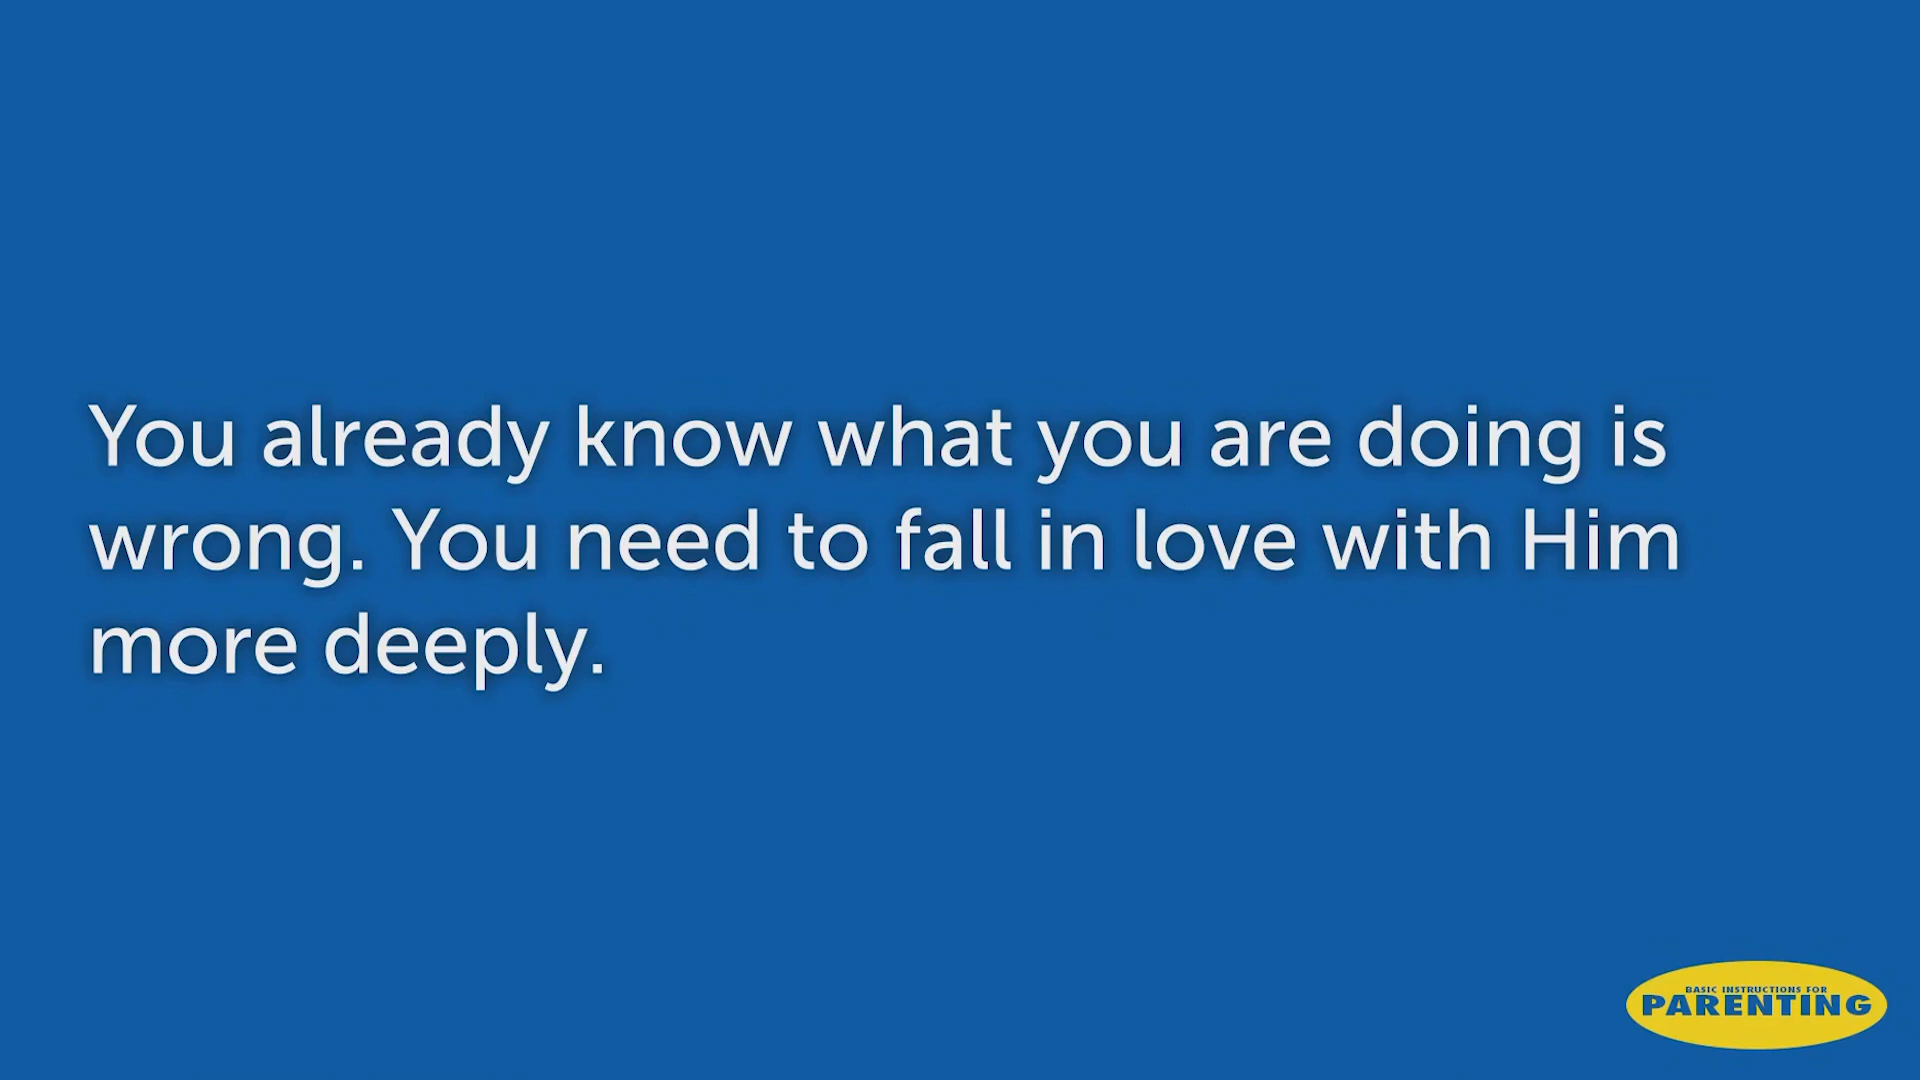 You already know what you are doing is
wrong. You need to fall in love with Him
more deeply.
BASIC INSTRUCTIONS FOR
PARENTING